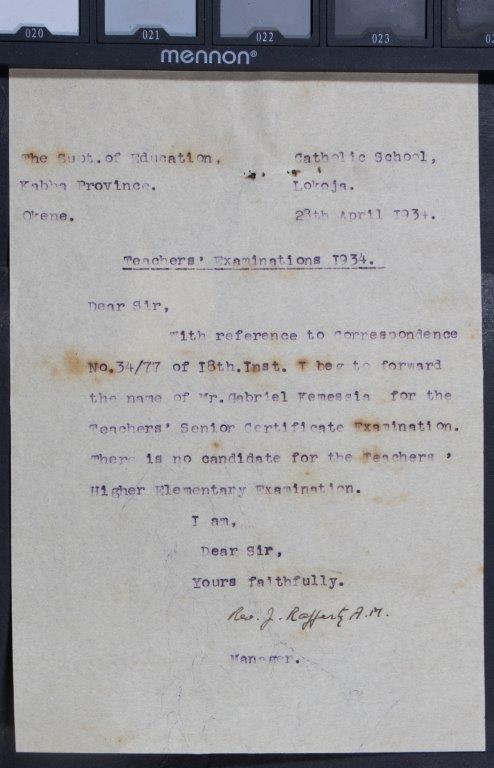 020 021 022 023
mennon®
The Supt. of Education,
Kabba Province.
Okene.
Catholic School,
Lokoja.
28th April 1934.
Teachers' Examinations 1934.
Dear Sir,
With reference to Correspondence
No.34/77 of 18th.Inst. I beg to forward
the name of Mr.Gabriel Kemessia for the
Teachers' Senior Certificate Examination.
There is no candidate for the Teachers'
Higher Elementary Examination.
I am,
Dear Sir,
Yours faithfully.
Rev. J. Rafferty A.M.
Manager.